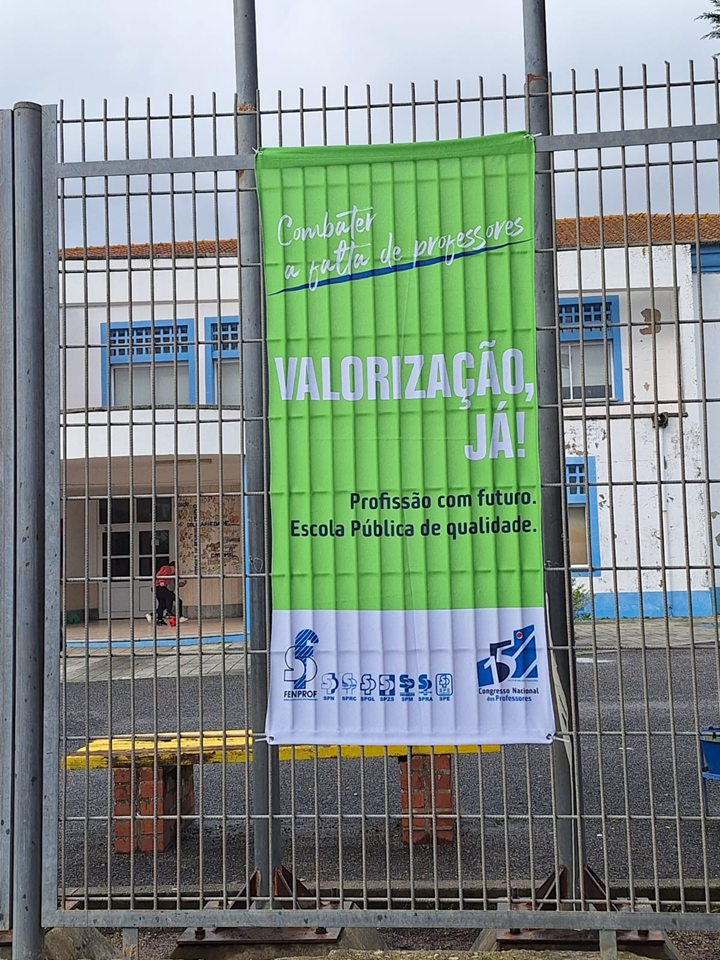 Combater
a falta de professores
VALORIZAÇÃO,
JÁ!
Profissão com futuro.
Escola Pública de qualidade.
FENPROF
SPN SPRC SPGL SPZS SPM SPRA SPE
15º
Congresso Nacional
dos Professores